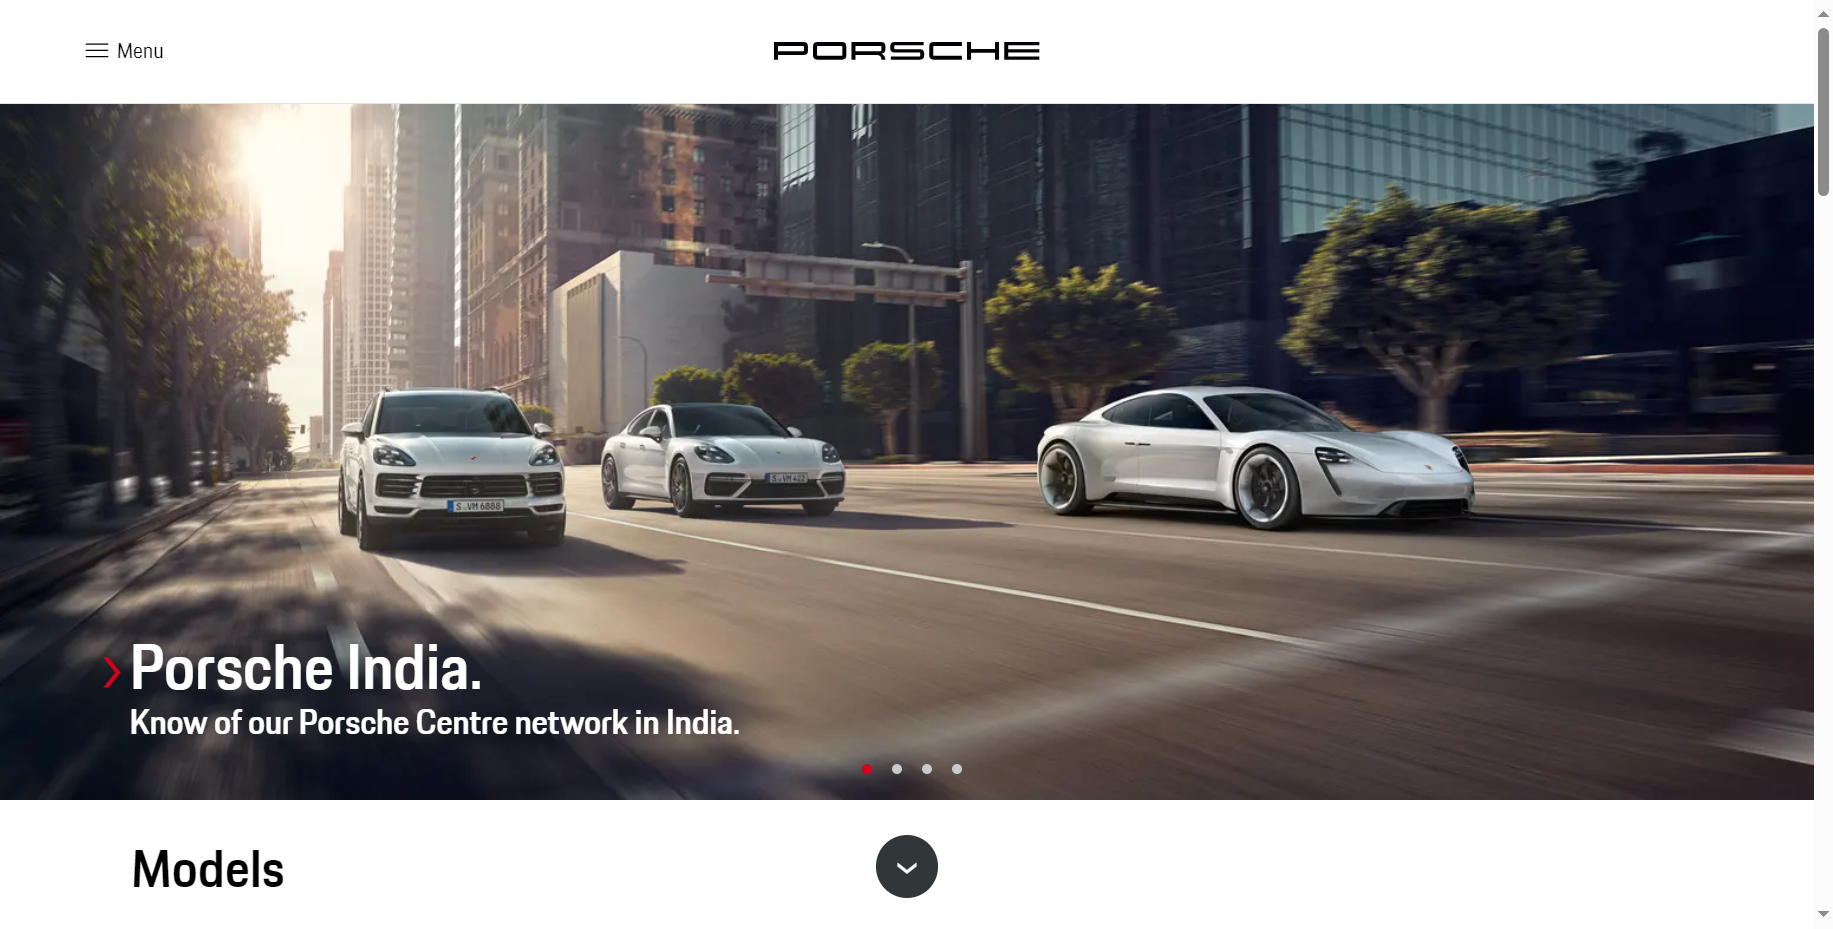 Menu
PORSCHE
S VM 6888
S VM 422
Porsche India.
Know of our Porsche Centre network in India.
Models